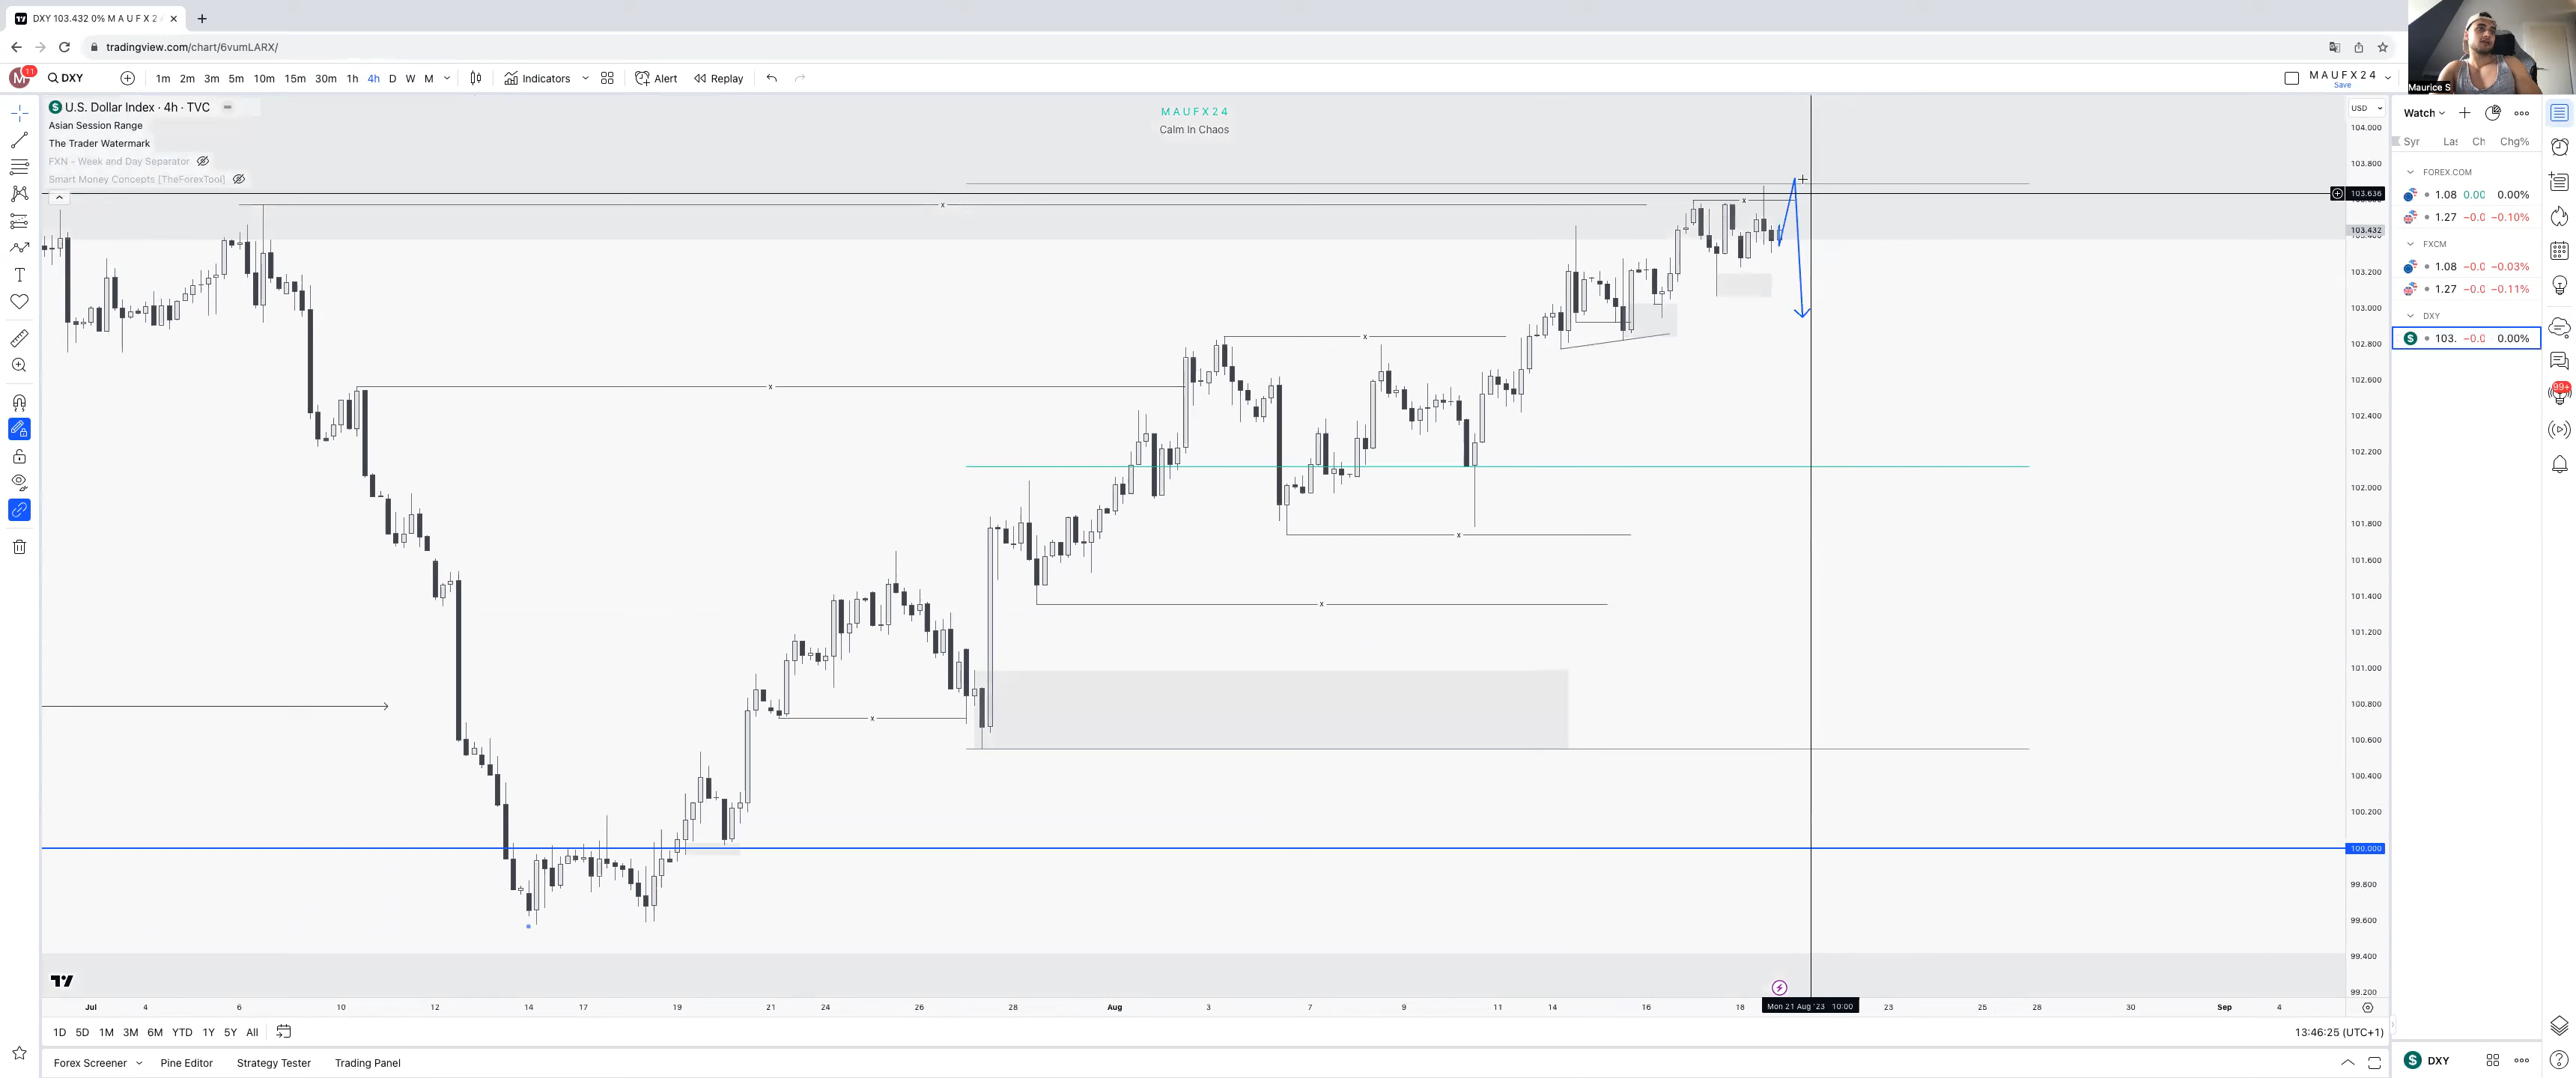 DXY 103.432 0% M A U F X 2
tradingview.com/chart/6vumLARX/
M 11 DXY 1m 2m 3m 5m 10m 15m 30m 1h 4h D W M Indicators Alert Replay M A U F X 2 4
Save
Maurice S
U.S. Dollar Index · 4h · TVC
Asian Session Range
The Trader Watermark
FXN - Week and Day Separator
Smart Money Concepts [TheForexTool]
M A U F X 2 4
Calm In Chaos
USD
104.000
103.800
103.636
103.432
103.200
103.000
102.800
102.600
102.400
102.200
102.000
101.800
101.600
101.400
101.200
101.000
100.800
100.600
100.400
100.200
100.000
99.800
99.600
99.400
99.200
x
x
x
x
x
x
x
x
Jul 4 6 10 12 14 17 19 21 24 26 28 Aug 3 7 9 11 14 16 18 Mon 21 Aug '23 10:00 23 25 28 30 Sep 4
1D 5D 1M 3M 6M YTD 1Y 5Y All
13:46:25 (UTC+1)
Forex Screener Pine Editor Strategy Tester Trading Panel
Watch
Syr Las Ch Chg%
FOREX.COM
1.08 0.00 0.00%
1.27 −0.0 −0.10%
FXCM
1.08 −0.0 −0.03%
1.27 −0.0 −0.11%
DXY
103. −0.0 0.00%
99+
DXY